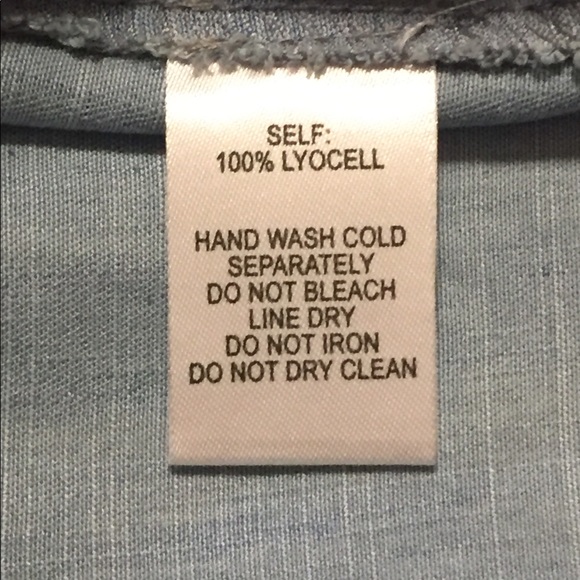 SELF:
100% LYOCELL
HAND WASH COLD
SEPARATELY
DO NOT BLEACH
LINE DRY
DO NOT IRON
DO NOT DRY CLEAN